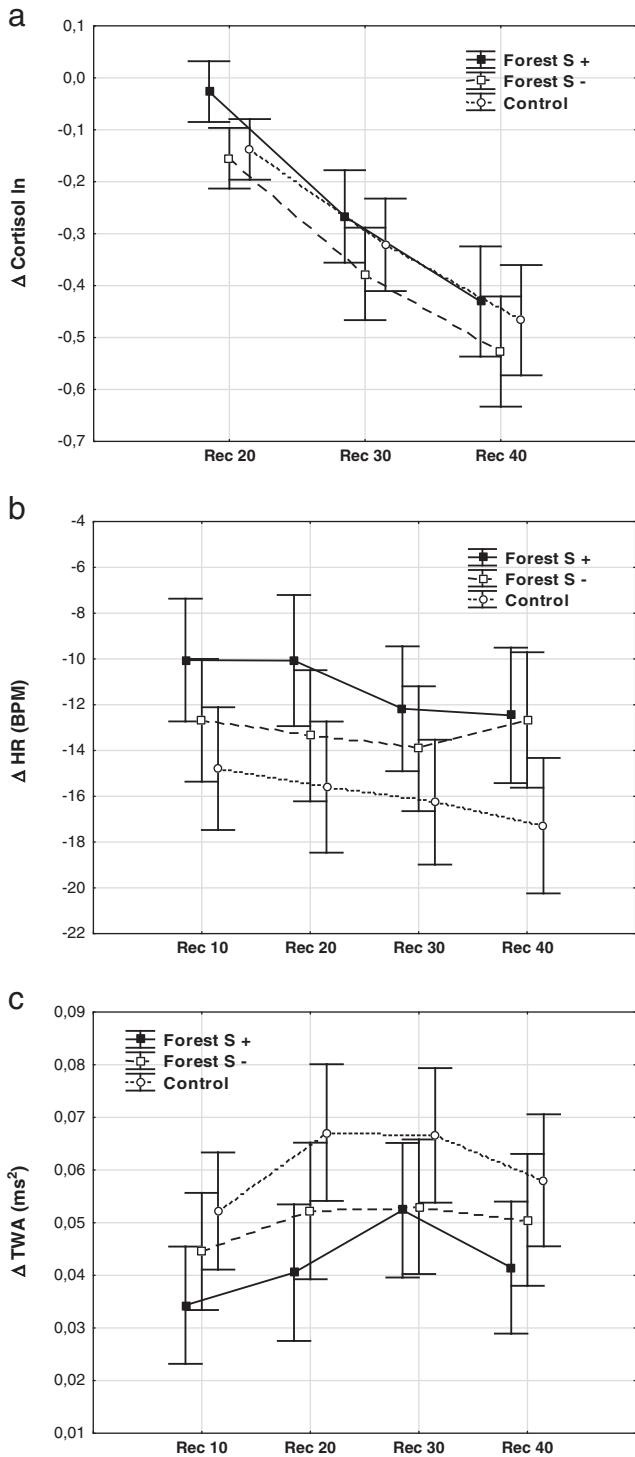 a
0,1
0,0
-0,1
-0,2
-0,3
-0,4
-0,5
-0,6
-0,7
Δ Cortisol ln
Forest S +
Forest S -
Control
Rec 20 Rec 30 Rec 40
b
-4
-6
-8
-10
-12
-14
-16
-18
-20
-22
Δ HR (BPM)
Forest S +
Forest S -
Control
Rec 10 Rec 20 Rec 30 Rec 40
c
0,09
0,08
0,07
0,06
0,05
0,04
0,03
0,02
0,01
Δ TWA (ms²)
Forest S +
Forest S -
Control
Rec 10 Rec 20 Rec 30 Rec 40